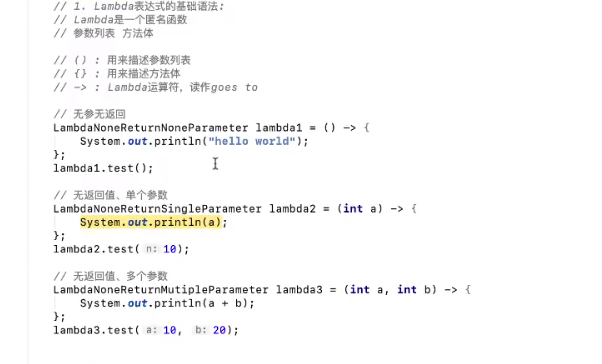 // 1. Lambda表达式的基础语法:
// Lambda是一个匿名函数
// 参数列表 方法体
// () : 用来描述参数列表
// {} : 用来描述方法体
// -> : Lambda运算符，读作goes to
// 无参无返回
LambdaNoneReturnNoneParameter lambda1 = () -> {
System.out.println("hello world");
};
lambda1.test();
// 无返回值、单个参数
LambdaNoneReturnSingleParameter lambda2 = (int a) -> {
System.out.println(a);
};
lambda2.test( n: 10);
// 无返回值、多个参数
LambdaNoneReturnMutipleParameter lambda3 = (int a, int b) -> {
System.out.println(a + b);
};
lambda3.test( a: 10, b: 20);